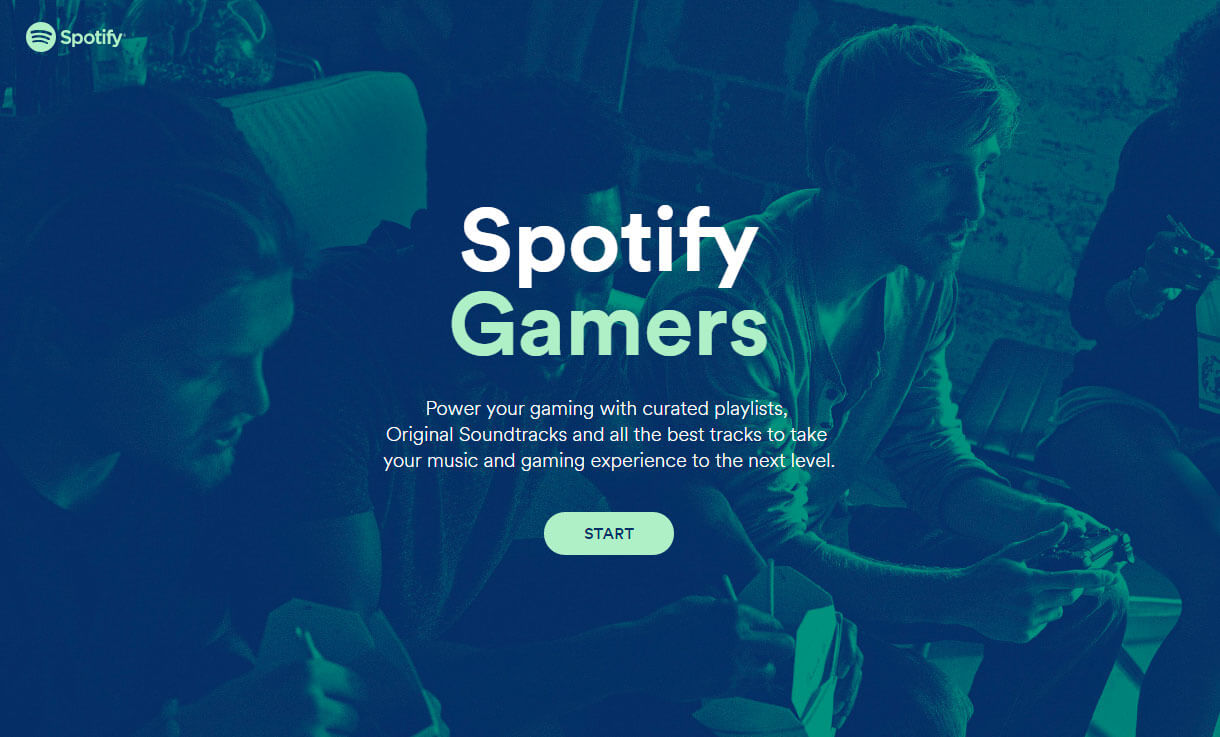 Spotify
Spotify
Gamers
Power your gaming with curated playlists,
Original Soundtracks and all the best tracks to take
your music and gaming experience to the next level.
START